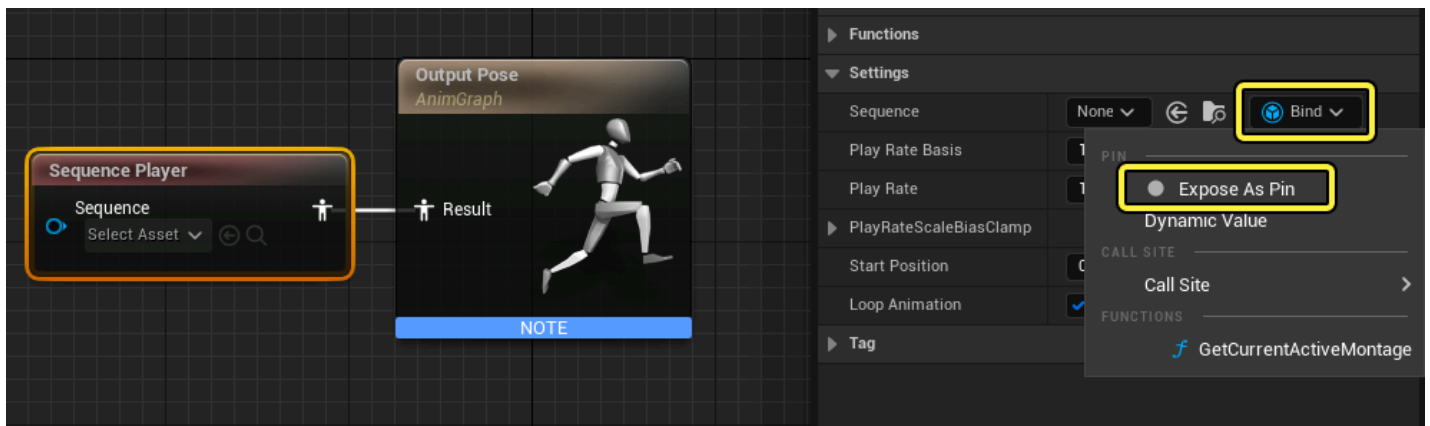 Output Pose
AnimGraph
Sequence Player
Sequence
Select Asset
Result
NOTE
Functions
Settings
Sequence
None
Bind
Play Rate Basis
Play Rate
PlayRateScaleBiasClamp
Start Position
Loop Animation
Tag
PIN
Expose As Pin
Dynamic Value
CALL SITE
Call Site
FUNCTIONS
GetCurrentActiveMontage